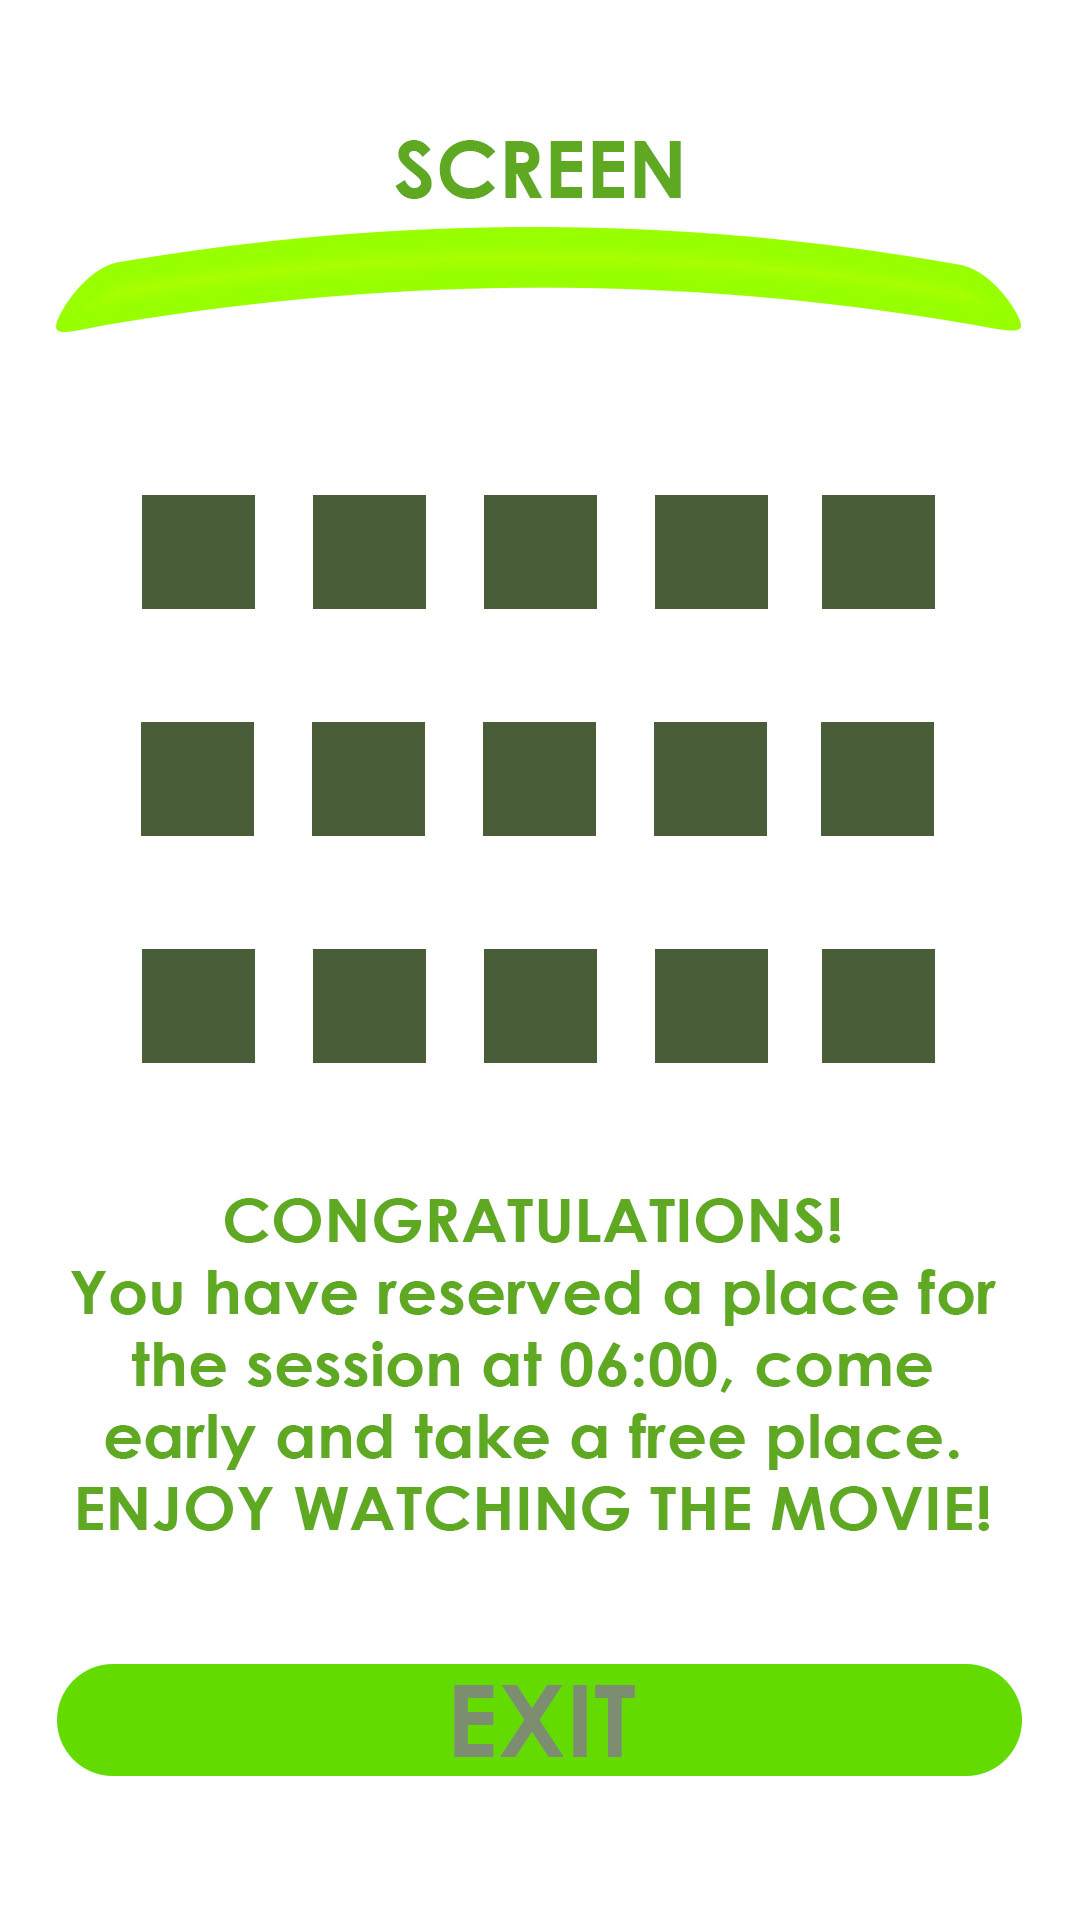 SCREEN
CONGRATULATIONS!
You have reserved a place for
the session at 06:00, come
early and take a free place.
ENJOY WATCHING THE MOVIE!
EXIT